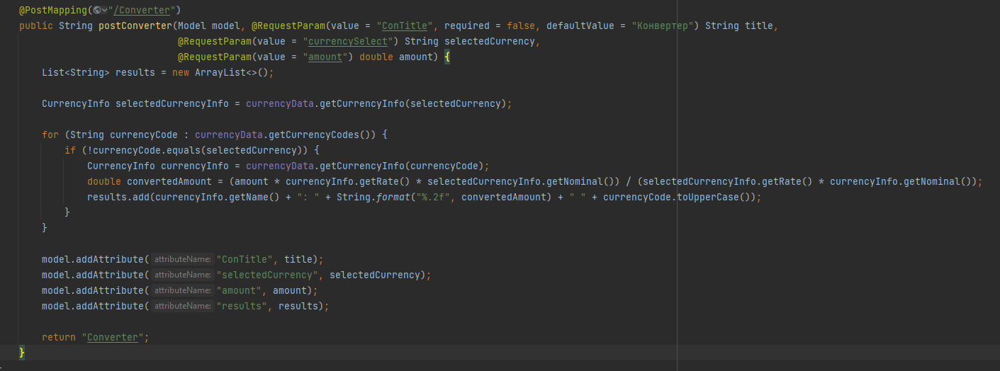 @PostMapping("/Converter")
public String postConverter(Model model, @RequestParam(value = "ConTitle", required = false, defaultValue = "Конвертер") String title,
@RequestParam(value = "currencySelect") String selectedCurrency,
@RequestParam(value = "amount") double amount) {
List<String> results = new ArrayList<>();
CurrencyInfo selectedCurrencyInfo = currencyData.getCurrencyInfo(selectedCurrency);
for (String currencyCode : currencyData.getCurrencyCodes()) {
if (!currencyCode.equals(selectedCurrency)) {
CurrencyInfo currencyInfo = currencyData.getCurrencyInfo(currencyCode);
double convertedAmount = (amount * currencyInfo.getRate() * selectedCurrencyInfo.getNominal()) / (selectedCurrencyInfo.getRate() * currencyInfo.getNominal());
results.add(currencyInfo.getName() + ": " + String.format("%.2f", convertedAmount) + " " + currencyCode.toUpperCase());
}
}
model.addAttribute( attributeName: "ConTitle", title);
model.addAttribute( attributeName: "selectedCurrency", selectedCurrency);
model.addAttribute( attributeName: "amount", amount);
model.addAttribute( attributeName: "results", results);
return "Converter";
}